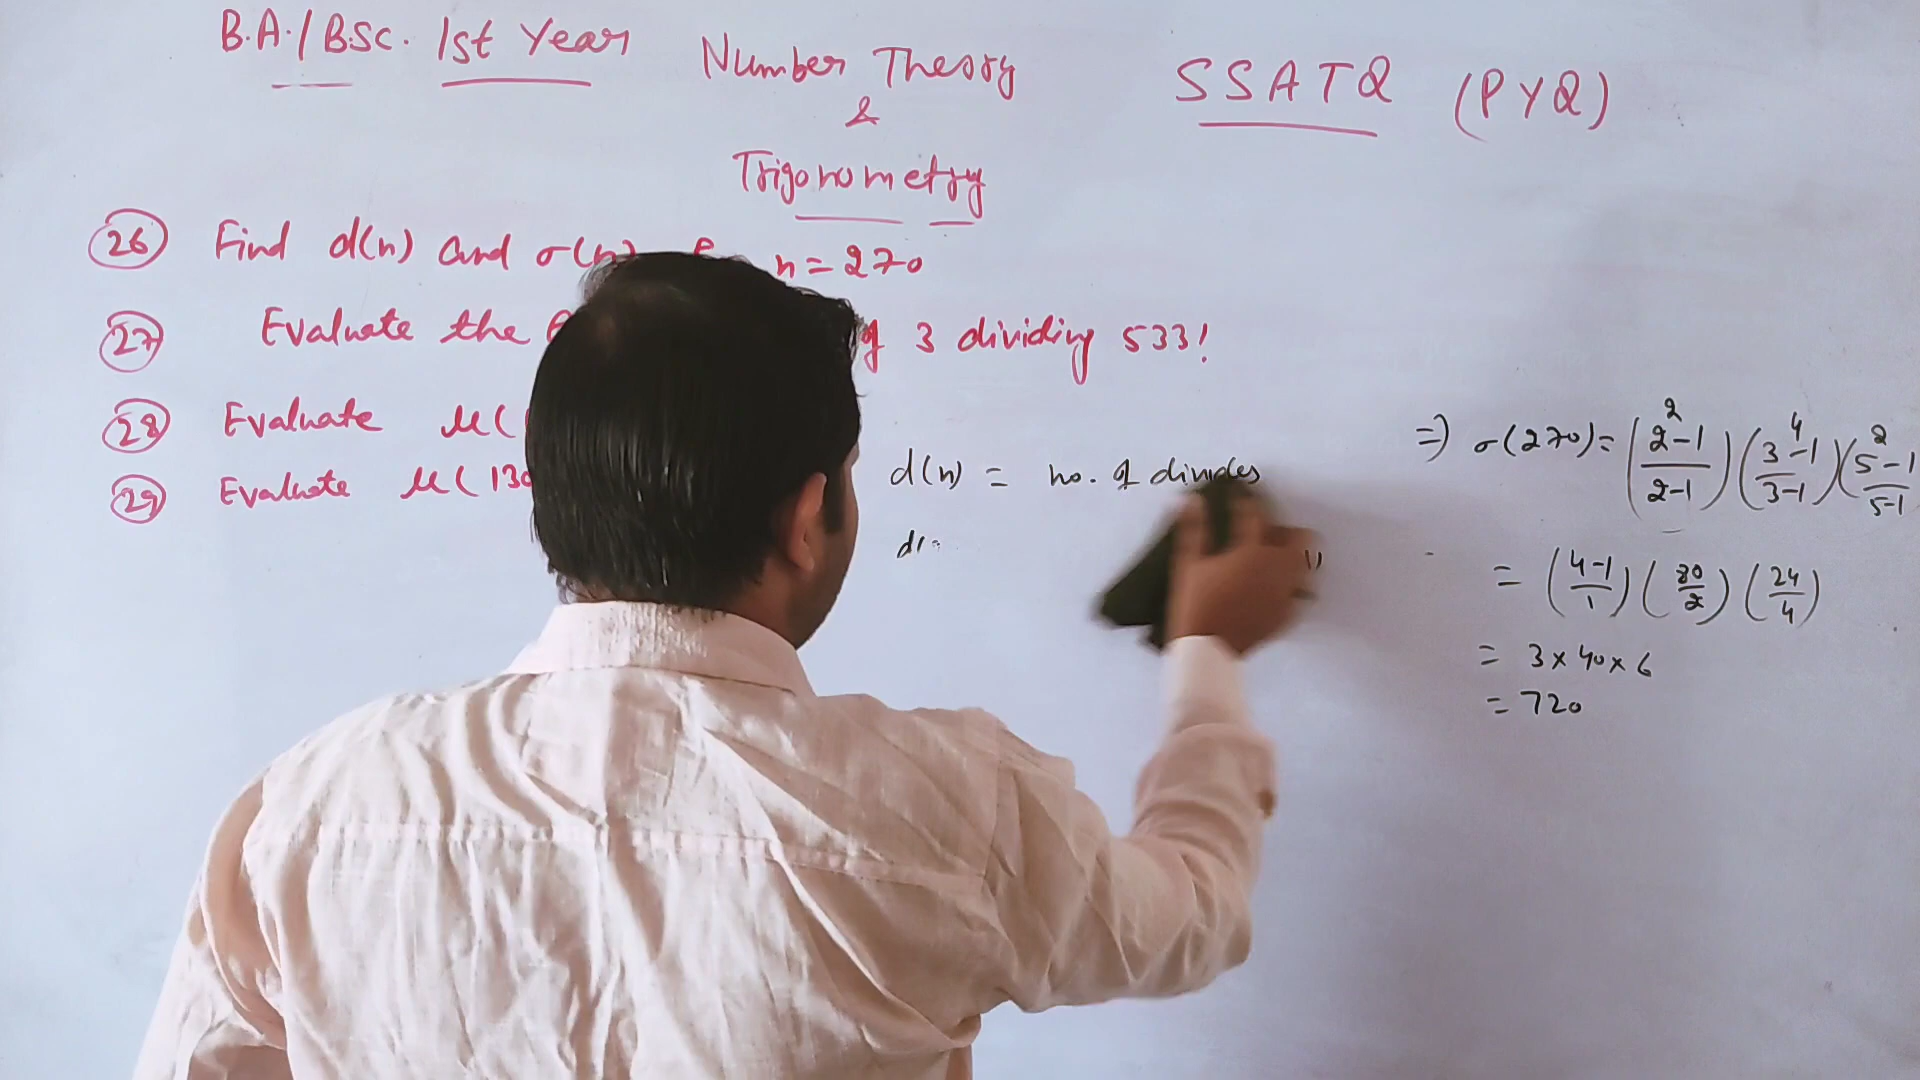 B.A./B.Sc. 1st Year
Number Theory
&
Trigonometry
SSATQ (PYQ)
26 Find d(n) and σ(n) n=270
27 Evaluate the of 3 dividing 533!
28 Evaluate μ(
29 Evaluate μ(130
d(n) = no. of divides
=) σ(270)= (2²-1/2-1)(3⁴-1/3-1)(5²-1/5-1
= (4-1/1)(80/2)(24/4)
= 3×40×6
= 720